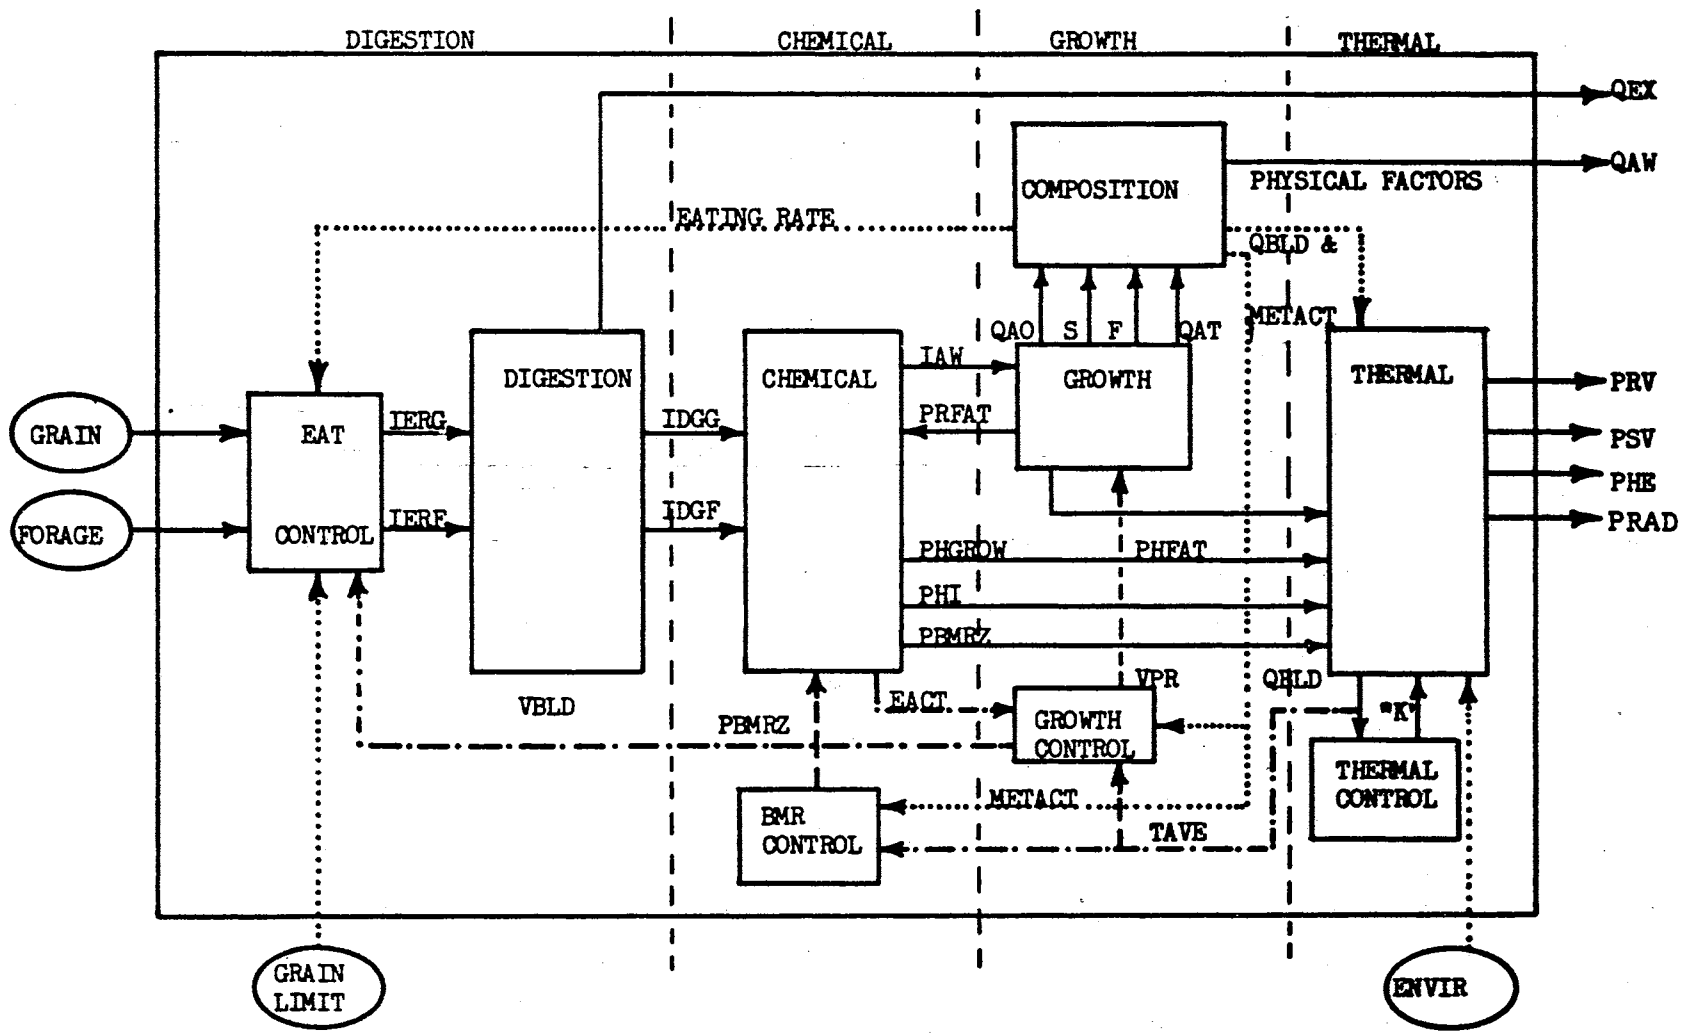 DIGESTION
CHEMICAL
GROWTH
THERMAL
QEX
QAW
COMPOSITION
PHYSICAL FACTORS
EATING RATE
QBLD &
METACT
QAO
S
F
QAT
DIGESTION
CHEMICAL
IAW
GROWTH
THERMAL
PRV
GRAIN
EAT
IERG
IDGG
PRFAT
PSV
PHE
FORAGE
CONTROL
IERF
IDGF
PRAD
PHGROW
PHFAT
PHI
PBMRZ
VPR
QBLD
VBLD
EACT
PBMRZ
GROWTH
CONTROL
"K"
THERMAL
CONTROL
METACT
BMR
CONTROL
TAVE
GRAIN
LIMIT
ENVIR